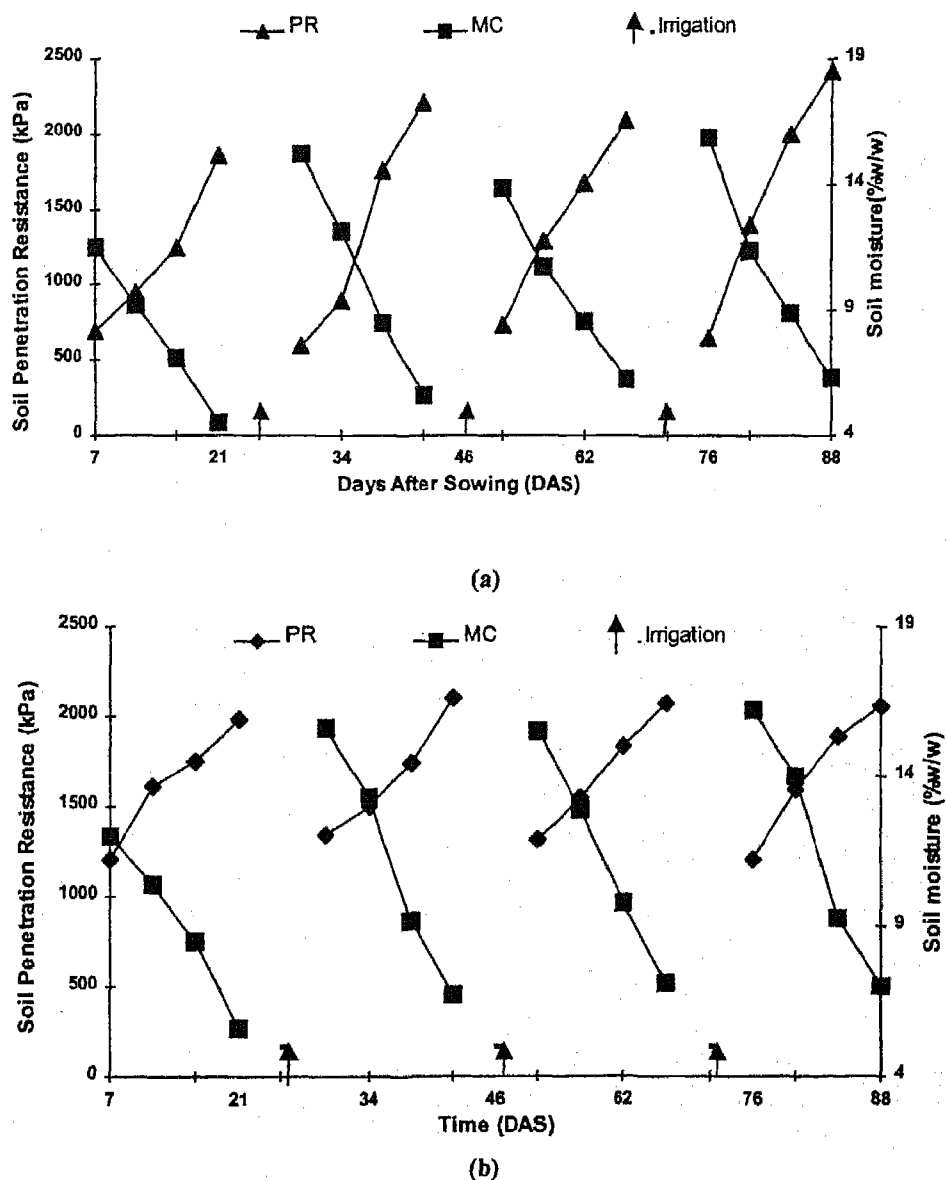 PR MC .Irrigation
Soil Penetration Resistance (kPa)
2500
2000
1500
1000
500
0
19
14
9
4
Soil moisture(%w/w)
7 21 34 46 62 76 88
Days After Sowing (DAS)
(a)
PR MC .Irrigation
Soil Penetration Resistance (kPa)
2500
2000
1500
1000
500
0
19
14
9
4
Soil moisture (%w/w)
7 21 34 48 62 76 88
Time (DAS)
(b)